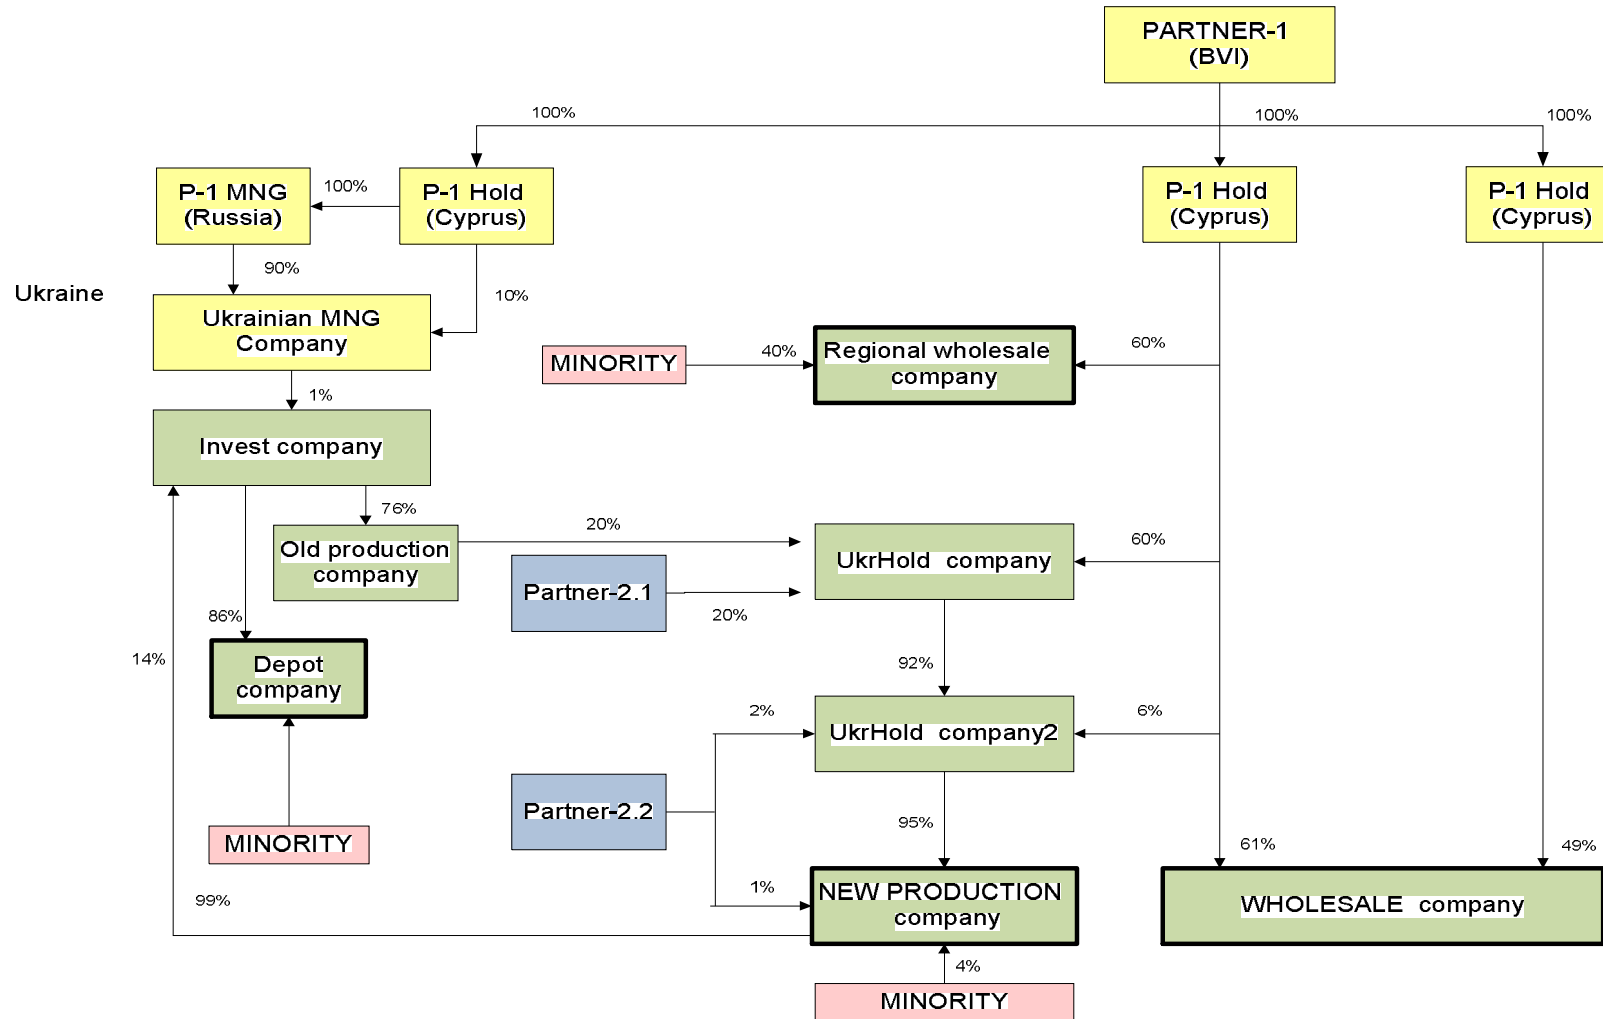 PARTNER-1
(BVI)
100%
100%
100%
P-1 MNG
(Russia)
100%
P-1 Hold
(Cyprus)
P-1 Hold
(Cyprus)
P-1 Hold
(Cyprus)
90%
10%
Ukraine
Ukrainian MNG
Company
MINORITY
40%
Regional wholesale
company
60%
1%
Invest company
76%
20%
Old production
company
Partner-2.1
20%
UkrHold company
60%
86%
14%
Depot
company
92%
2%
UkrHold company2
6%
Partner-2.2
95%
MINORITY
61%
49%
99%
1%
NEW PRODUCTION
company
WHOLESALE company
4%
MINORITY